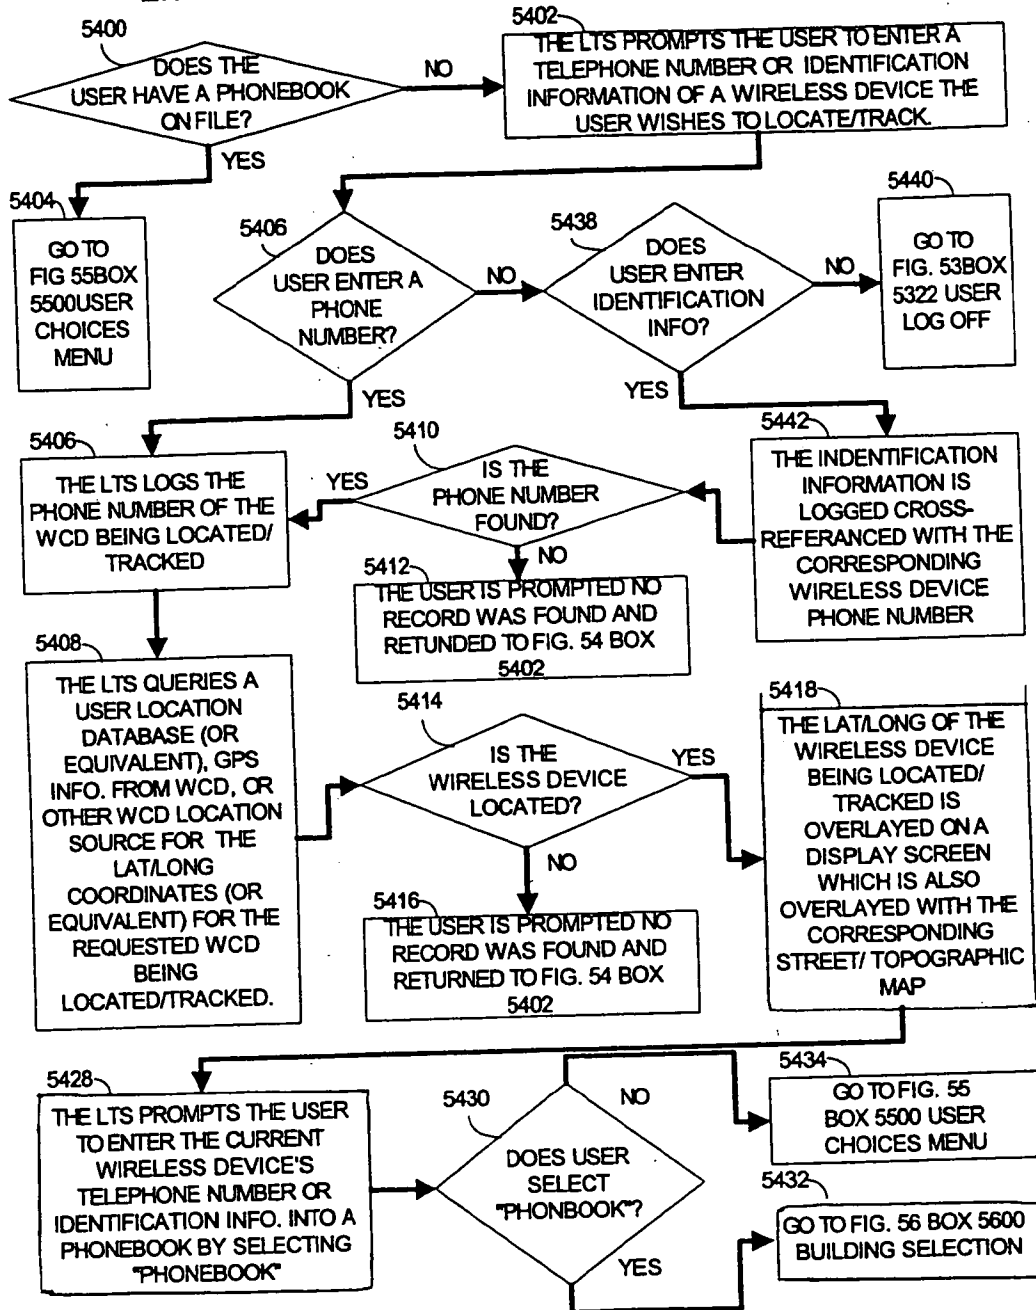 5400
DOES THE
USER HAVE A PHONEBOOK
ON FILE?
NO
YES
5402
THE LTS PROMPTS THE USER TO ENTER A
TELEPHONE NUMBER OR IDENTIFICATION
INFORMATION OF A WIRELESS DEVICE THE
USER WISHES TO LOCATE/TRACK.
5404
GO TO
FIG 55BOX
5500USER
CHOICES
MENU
5406
DOES
USER ENTER A
PHONE
NUMBER?
NO
YES
5438
DOES
USER ENTER
IDENTIFICATION
INFO?
NO
YES
5440
GO TO
FIG. 53BOX
5322 USER
LOG OFF
5406
THE LTS LOGS THE
PHONE NUMBER OF THE
WCD BEING LOCATED/
TRACKED
5410
IS THE
PHONE NUMBER
FOUND?
YES
NO
5442
THE INDENTIFICATION
INFORMATION IS
LOGGED CROSS-
REFERANCED WITH THE
CORRESPONDING
WIRELESS DEVICE
PHONE NUMBER
5412
THE USER IS PROMPTED NO
RECORD WAS FOUND AND
RETUNDED TO FIG. 54 BOX
5402
5408
THE LTS QUERIES A
USER LOCATION
DATABASE (OR
EQUIVALENT), GPS
INFO. FROM WCD, OR
OTHER WCD LOCATION
SOURCE FOR THE
LAT/LONG
COORDINATES (OR
EQUIVALENT) FOR THE
REQUESTED WCD
BEING
LOCATED/TRACKED.
5414
IS THE
WIRELESS DEVICE
LOCATED?
YES
NO
5416
THE USER IS PROMPTED NO
RECORD WAS FOUND AND
RETURNED TO FIG. 54 BOX
5402
5418
THE LAT/LONG OF THE
WIRELESS DEVICE
BEING LOCATED/
TRACKED IS
OVERLAYED ON A
DISPLAY SCREEN
WHICH IS ALSO
OVERLAYED WITH THE
CORRESPONDING
STREET/ TOPOGRAPHIC
MAP
5428
THE LTS PROMPTS THE USER
TO ENTER THE CURRENT
WIRELESS DEVICE'S
TELEPHONE NUMBER OR
IDENTIFICATION INFO. INTO A
PHONEBOOK BY SELECTING
"PHONEBOOK"
5430
DOES USER
SELECT
"PHONBOOK"?
NO
YES
5434
GO TO FIG. 55
BOX 5500 USER
CHOICES MENU
5432
GO TO FIG. 56 BOX 5600
BUILDING SELECTION